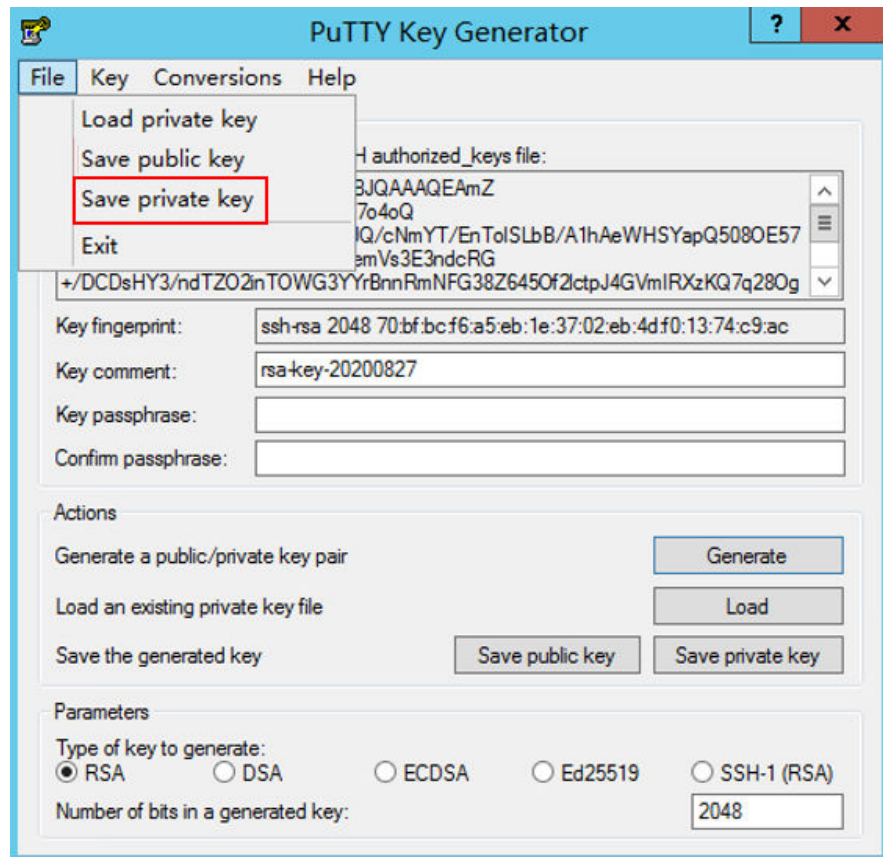 PuTTY Key Generator
? x
File Key Conversions Help
Load private key
Save public key
Save private key
Exit
H authorized_keys file:
BJQAAAQEAmZ
7o4oQ
IQ/cNmYT/EnTolSLbB/A1hAeWHSYapQ508OE57
emVs3E3ndcRG
+/DCDsHY3/ndTZO2inTOWG3YYrBnnRmNFG38Z645Of2lctpJ4GVmIRXzKQ7q28Og
Key fingerprint: ssh-rsa 2048 70:bf:bc:f6:a5:eb:1e:37:02:eb:4d:f0:13:74:c9:ac
Key comment: rsa-key-20200827
Key passphrase:
Confirm passphrase:
Actions
Generate a public/private key pair Generate
Load an existing private key file Load
Save the generated key Save public key Save private key
Parameters
Type of key to generate:
RSA DSA ECDSA Ed25519 SSH-1 (RSA)
Number of bits in a generated key: 2048